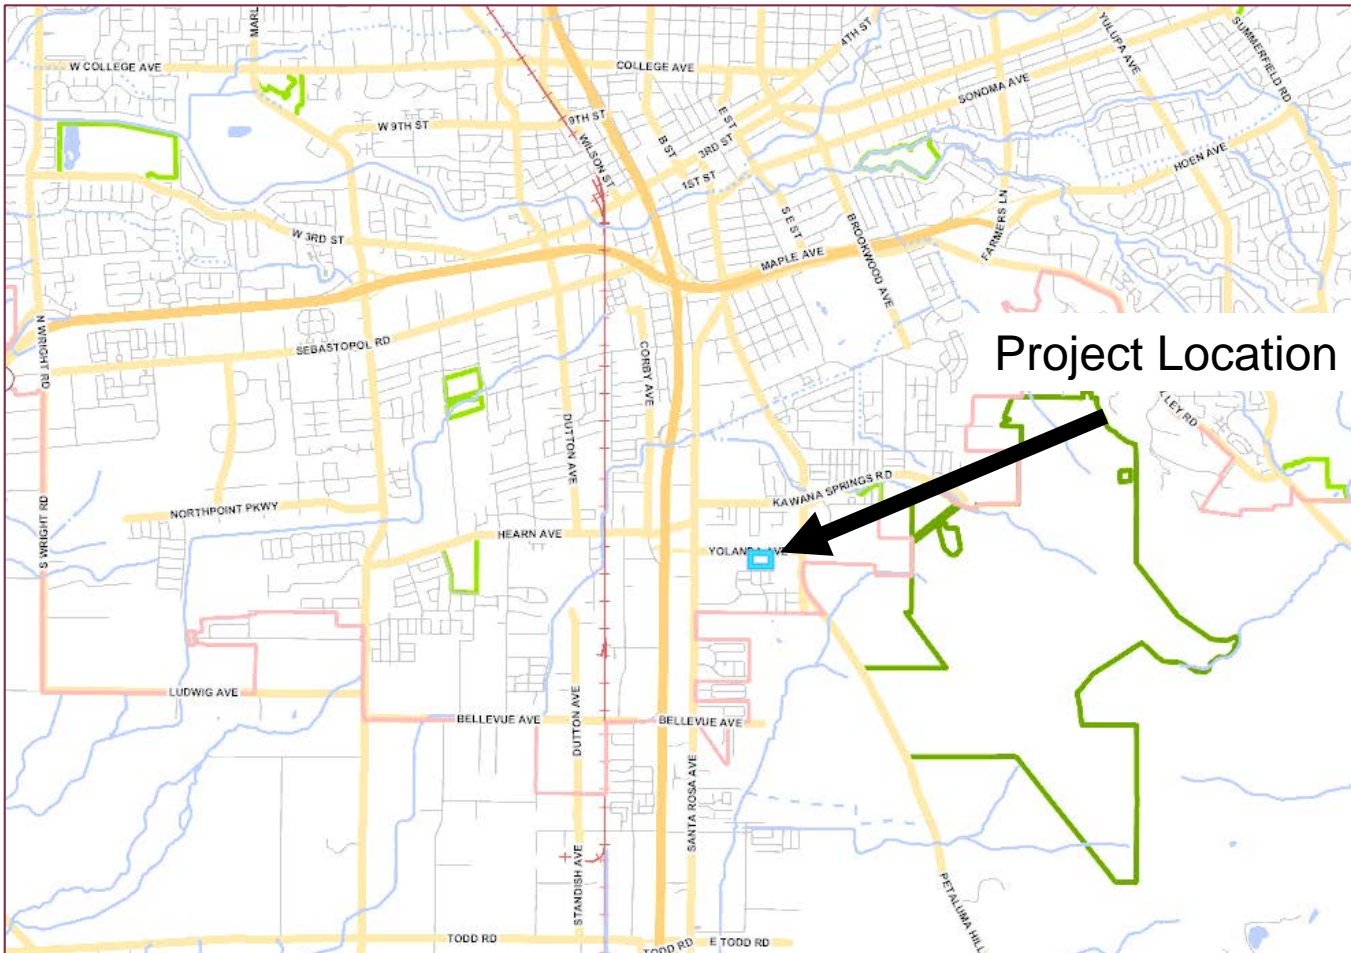 MARL
4TH ST
YULUPA AVE
SUMMERFIELD RD
W COLLEGE AVE
COLLEGE AVE
SONOMA AVE
E ST
9TH ST
W 9TH ST
B ST
3RD ST
WILSON ST
1ST ST
HOEN AVE
S E ST
BROOKWOOD AVE
FARMERS LN
W 3RD ST
MAPLE AVE
N WRIGHT RD
SEBASTOPOL RD
CORBY AVE
Project Location
LLEY RD
DUTTON AVE
KAWANA SPRINGS RD
NORTHPOINT PKWY
S WRIGHT RD
HEARN AVE
YOLANDA AVE
LUDWIG AVE
DUTTON AVE
BELLEVUE AVE
BELLEVUE AVE
SANTA ROSA AVE
STANDISH AVE
PETALUMA HILL
TODD RD
TODD RD
E TODD RD